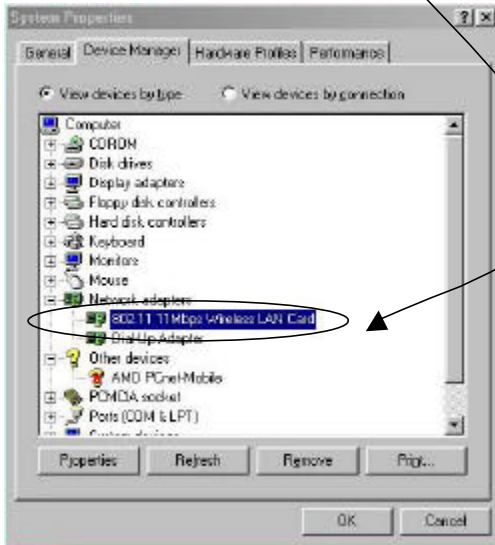 System Properties
? ×
General Device Manager Hardware Profiles Performance
View devices by type View devices by connection
Computer
CDROM
Disk drives
Display adapters
Floppy disk controllers
Hard disk controllers
Keyboard
Monitors
Mouse
Network adapters
802.11 11Mbps Wireless LAN Card
Dial-Up Adapter
Other devices
AMD PCnet-Mobile
PCMCIA socket
Ports (COM & LPT)
System devices
Properties Refresh Remove Print...
OK Cancel